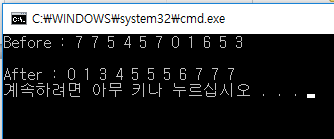 C:₩WINDOWS₩system32₩cmd.exe
Before : 7 7 5 4 5 7 0 1 6 5 3
After : 0 1 3 4 5 5 5 6 7 7 7
계속하려면 아무 키나 누르십시오 . . .